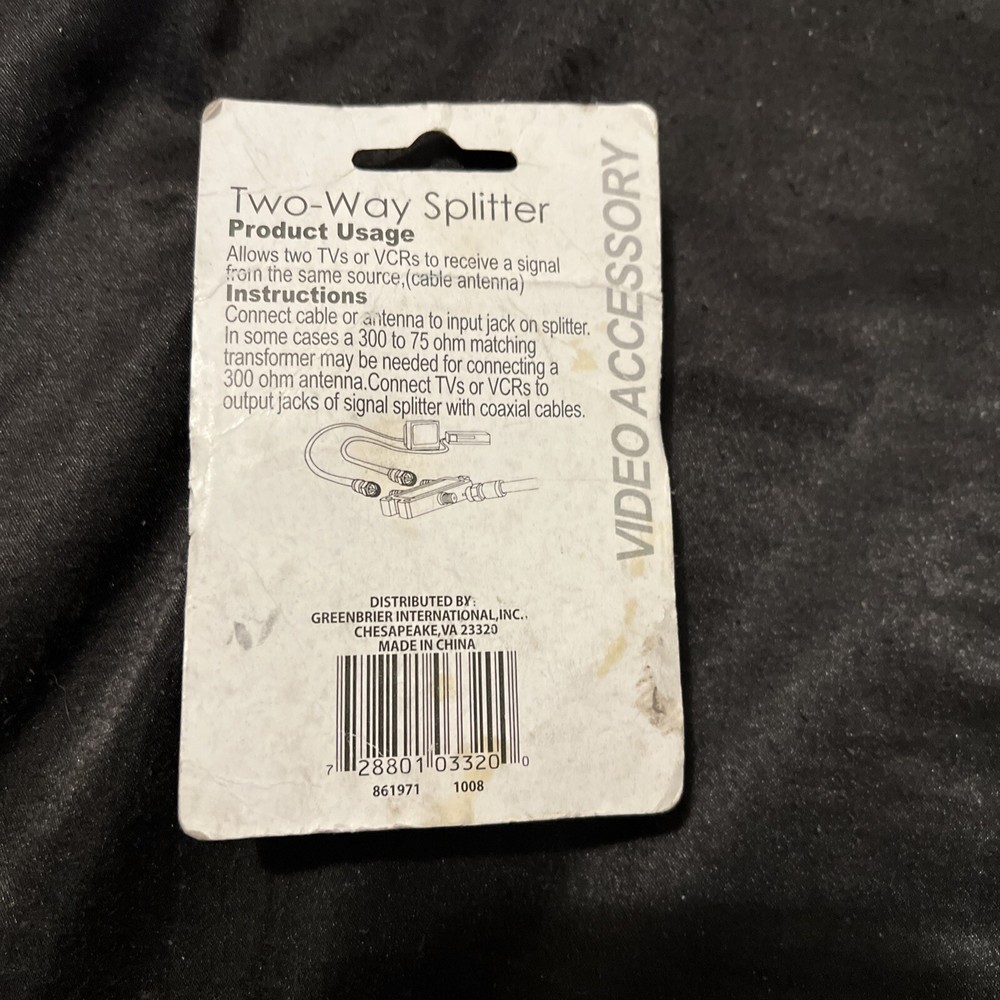 Two-Way Splitter
Product Usage
Allows two TVs or VCRs to receive a signal
from the same source,(cable antenna)
Instructions
Connect cable or antenna to input jack on splitter.
In some cases a 300 to 75 ohm matching
transformer may be needed for connecting a
300 ohm antenna.Connect TVs or VCRs to
output jacks of signal splitter with coaxial cables.
VIDEO ACCESSORY
DISTRIBUTED BY:
GREENBRIER INTERNATIONAL,INC.
CHESAPEAKE,VA 23320
MADE IN CHINA
7 28801 03320 0
861971 1008